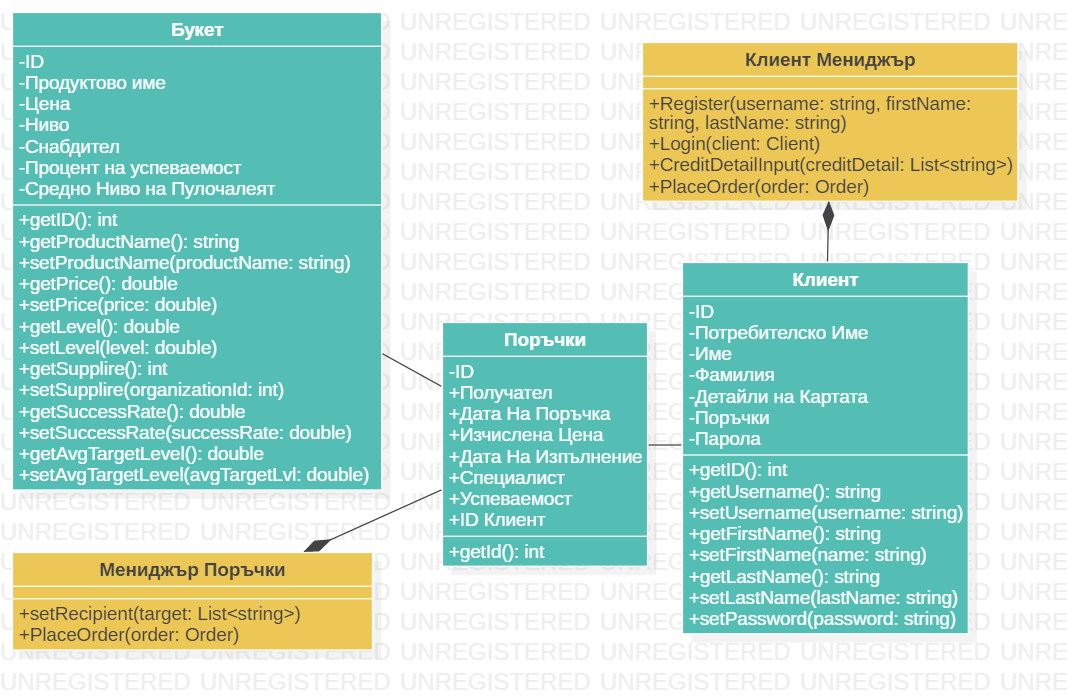 Букет
-ID
-Продуктово име
-Цена
-Ниво
-Снабдител
-Процент на успеваемост
-Средно Ниво на Пулочалеят
+getID(): int
+getProductName(): string
+setProductName(productName: string)
+getPrice(): double
+setPrice(price: double)
+getLevel(): double
+setLevel(level: double)
+getSupplire(): int
+setSupplire(organizationId: int)
+getSuccessRate(): double
+setSuccessRate(successRate: double)
+getAvgTargetLevel(): double
+setAvgTargetLevel(avgTargetLvl: double)
Клиент Мениджър
+Register(username: string, firstName:
string, lastName: string)
+Login(client: Client)
+CreditDetailInput(creditDetail: List<string>)
+PlaceOrder(order: Order)
Поръчки
-ID
+Получател
+Дата На Поръчка
+Изчислена Цена
+Дата На Изпълнение
+Специалист
+Успеваемост
+ID Клиент
+getId(): int
Клиент
-ID
-Потребителско Име
-Име
-Фамилия
-Детайли на Картата
-Поръчки
-Парола
+getID(): int
+getUsername(): string
+setUsername(username: string)
+getFirstName(): string
+setFirstName(name: string)
+getLastName(): string
+setLastName(lastName: string)
+setPassword(password: string)
Мениджър Поръчки
+setRecipient(target: List<string>)
+PlaceOrder(order: Order)
UNREGISTERED